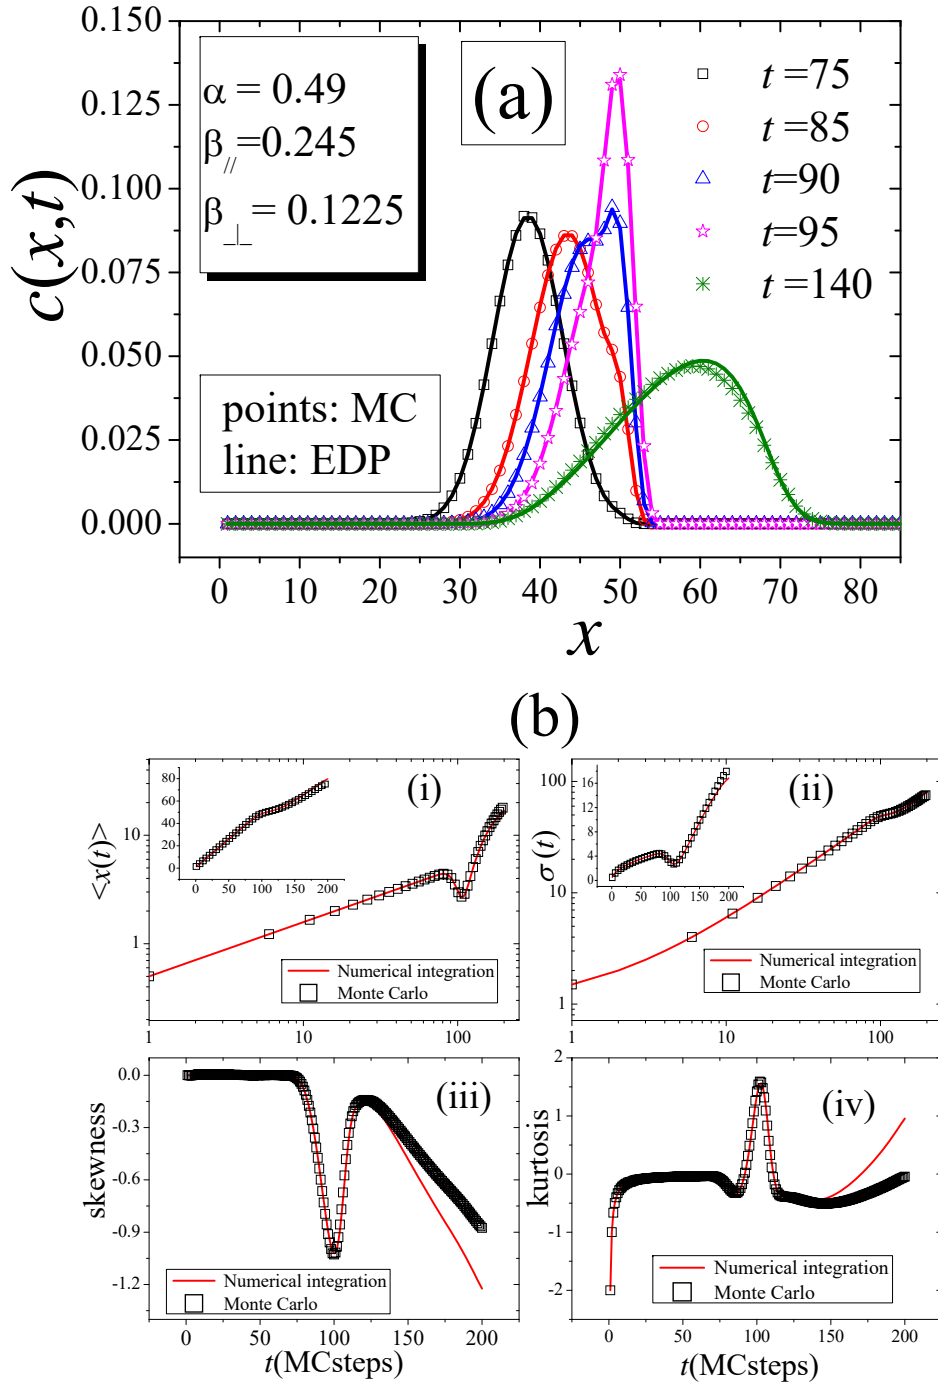 0.150
0.125
0.100
0.075
0.050
0.025
0.000
c(x,t)
α = 0.49
β// =0.245
β_|_ = 0.1225
(a)
t =75
t =85
t=90
t=95
t =140
points: MC
line: EDP
0 10 20 30 40 50 60 70 80
x
(b)
(i)
<x(t)>
10
1
80
60
40
20
0
0 50 100 150 200
Numerical integration
Monte Carlo
1 10 100
(ii)
σ (t)
100
10
1
16
12
8
4
0
0 50 100 150 200
Numerical integration
Monte Carlo
1 10 100
(iii)
skewness
0.0
-0.3
-0.6
-0.9
-1.2
Numerical integration
Monte Carlo
0 50 100 150 200
t(MCsteps)
(iv)
kurtosis
2
1
0
-1
-2
Numerical integration
Monte Carlo
0 50 100 150 200
t(MCsteps)